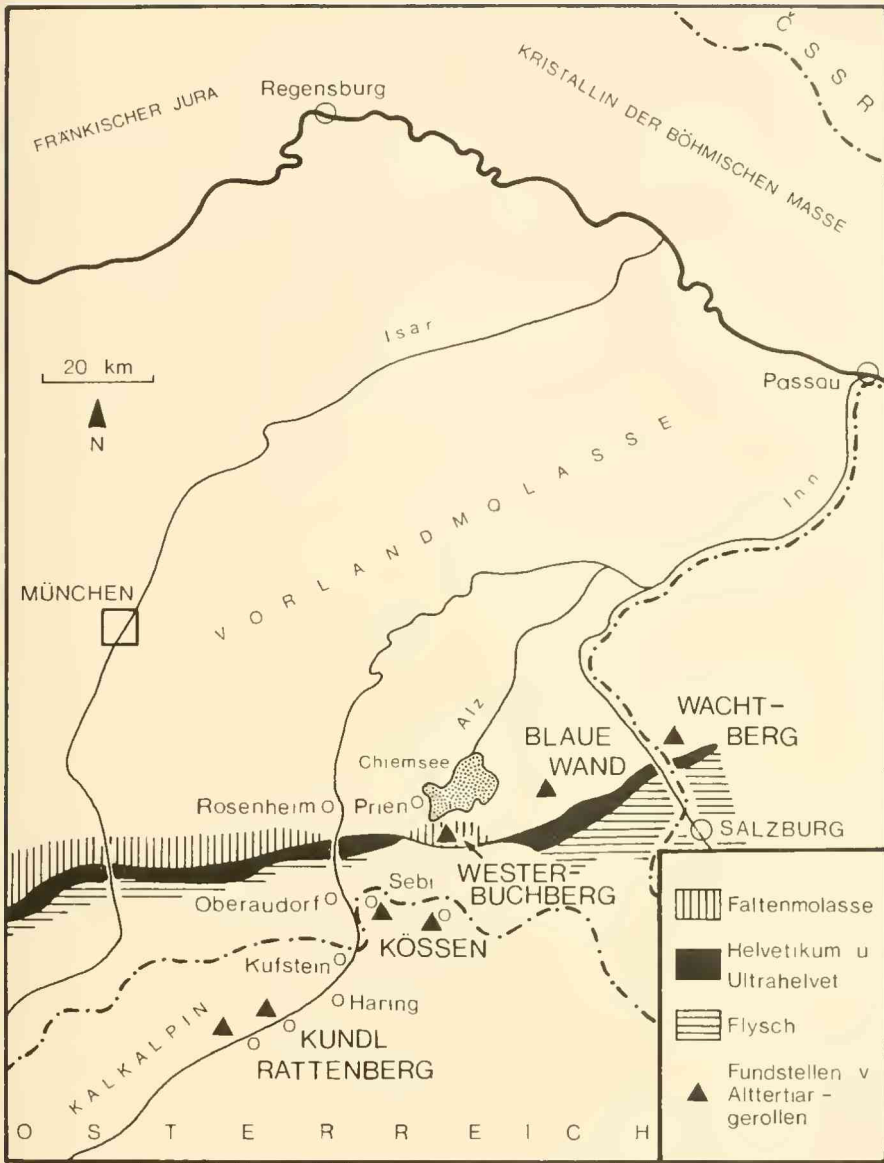 ČSSR
KRISTALLIN DER BÖHMISCHEN MASSE
FRÄNKISCHER JURA
Regensburg
Isar
20 km
N
Passau
VORLANDMOLASSE
Inn
MÜNCHEN
Alz
WACHT-
BERG
BLAUE
WAND
Chiemsee
Rosenheim
Prien
SALZBURG
WESTER-
BUCHBERG
Sebi
Oberaudorf
KÖSSEN
Kufstein
Haring
KALKALPIN
KUNDL
RATTENBERG
OSTERREICH
Faltenmolasse
Helvetikum u
Ultrahelvet
Flysch
Fundstellen v
Alttertiar-
gerollen